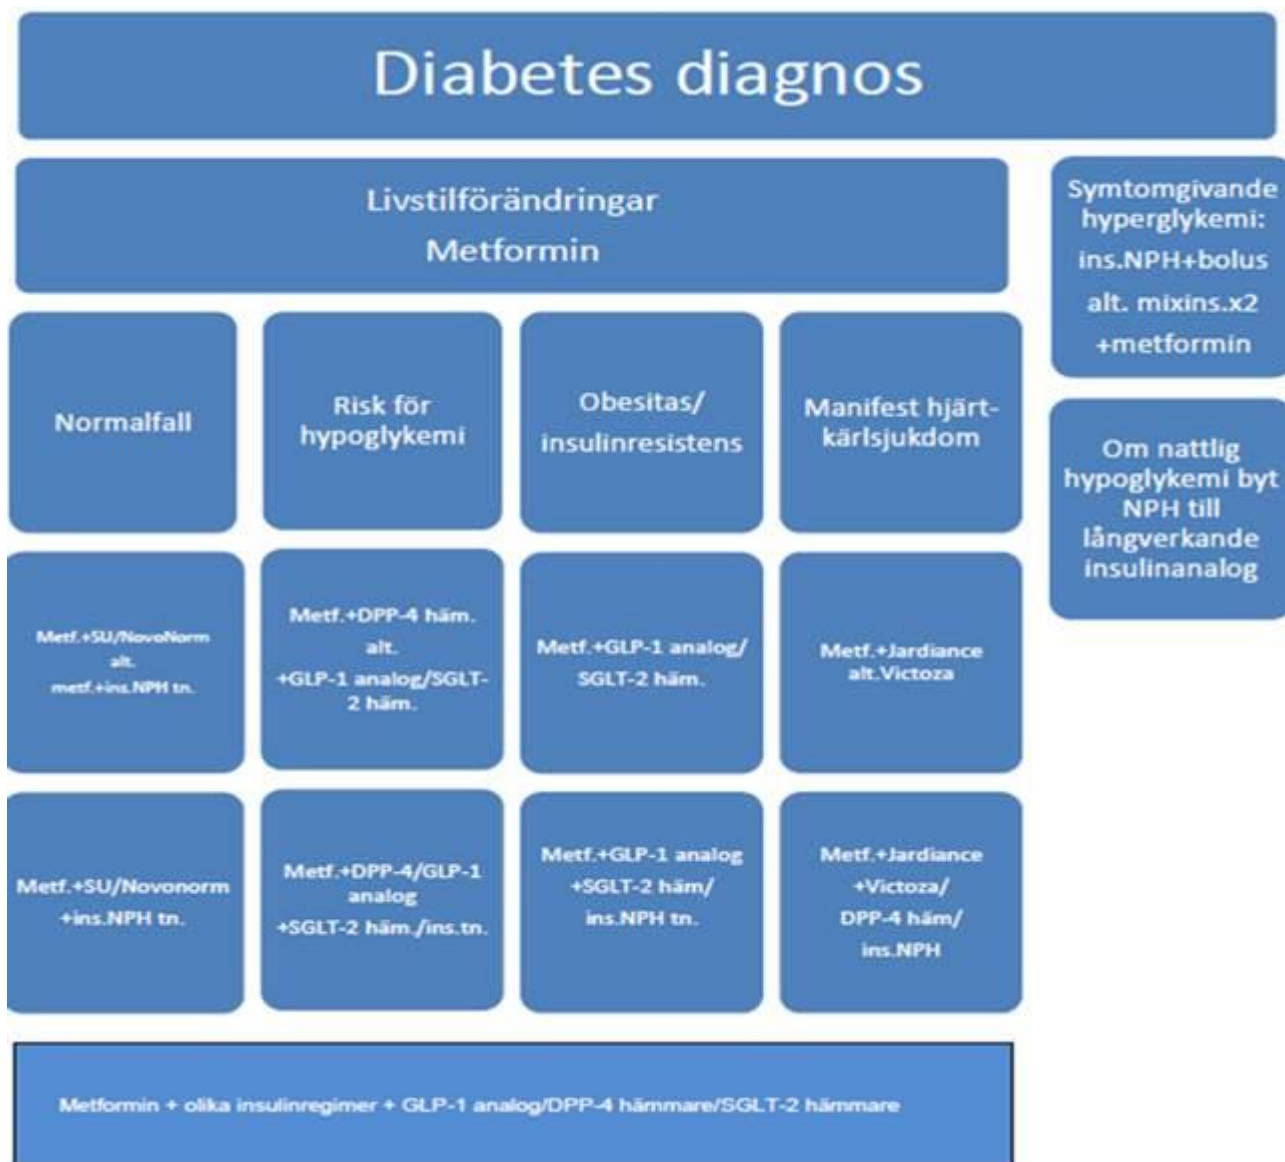 Diabetes diagnos
Livstilförändringar
Metformin
Symtomgivande
hyperglykemi:
ins.NPH+bolus
alt. mixins.x2
+metformin
Normalfall
Risk för
hypoglykemi
Obesitas/
insulinresistens
Manifest hjärt-
kärlsjukdom
Om nattlig
hypoglykemi byt
NPH till
långverkande
insulinanalog
Metf.+SU/NovoNorm
alt.
metf.+ins.NPH tn.
Metf.+DPP-4 häm.
alt.
+GLP-1 analog/SGLT-
2 häm.
Metf.+GLP-1 analog/
SGLT-2 häm.
Metf.+Jardiance
alt.Victoza
Metf.+SU/Novonorm
+ins.NPH tn.
Metf.+DPP-4/GLP-1
analog
+SGLT-2 häm./ins.tn.
Metf.+GLP-1 analog
+SGLT-2 häm/
ins.NPH tn.
Metf.+Jardiance
+Victoza/
DPP-4 häm/
ins.NPH
Metformin + olika insulinregimer + GLP-1 analog/DPP-4 hämmare/SGLT-2 hämmare